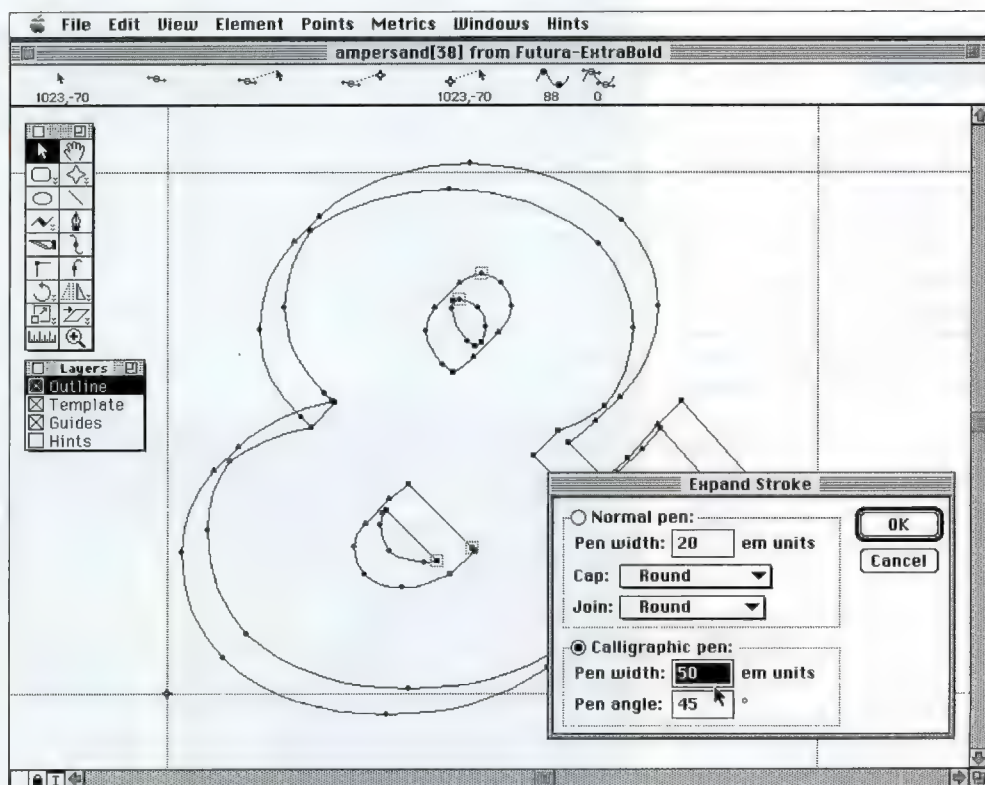 File Edit View Element Points Metrics Windows Hints
ampersand[38] from Futura-ExtraBold
1023,-70 1023,-70 88 0
Layers
Outline
Template
Guides
Hints
Expand Stroke
Normal pen:
Pen width: 20 em units
Cap: Round
Join: Round
Calligraphic pen:
Pen width: 50 em units
Pen angle: 45 °
OK
Cancel
T